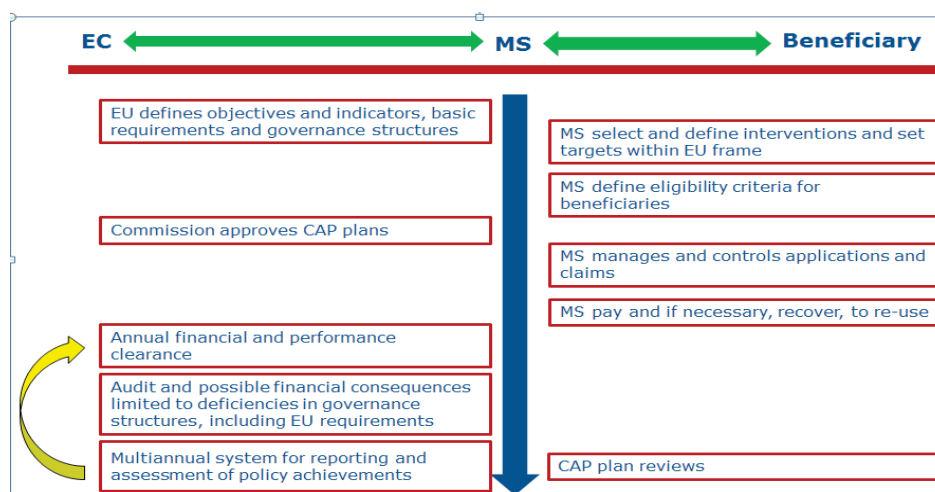 EC
MS
Beneficiary
EU defines objectives and indicators, basic
requirements and governance structures
MS select and define interventions and set
targets within EU frame
MS define eligibility criteria for
beneficiaries
Commission approves CAP plans
MS manages and controls applications and
claims
MS pay and if necessary, recover, to re-use
Annual financial and performance
clearance
Audit and possible financial consequences
limited to deficiencies in governance
structures, including EU requirements
Multiannual system for reporting and
assessment of policy achievements
CAP plan reviews